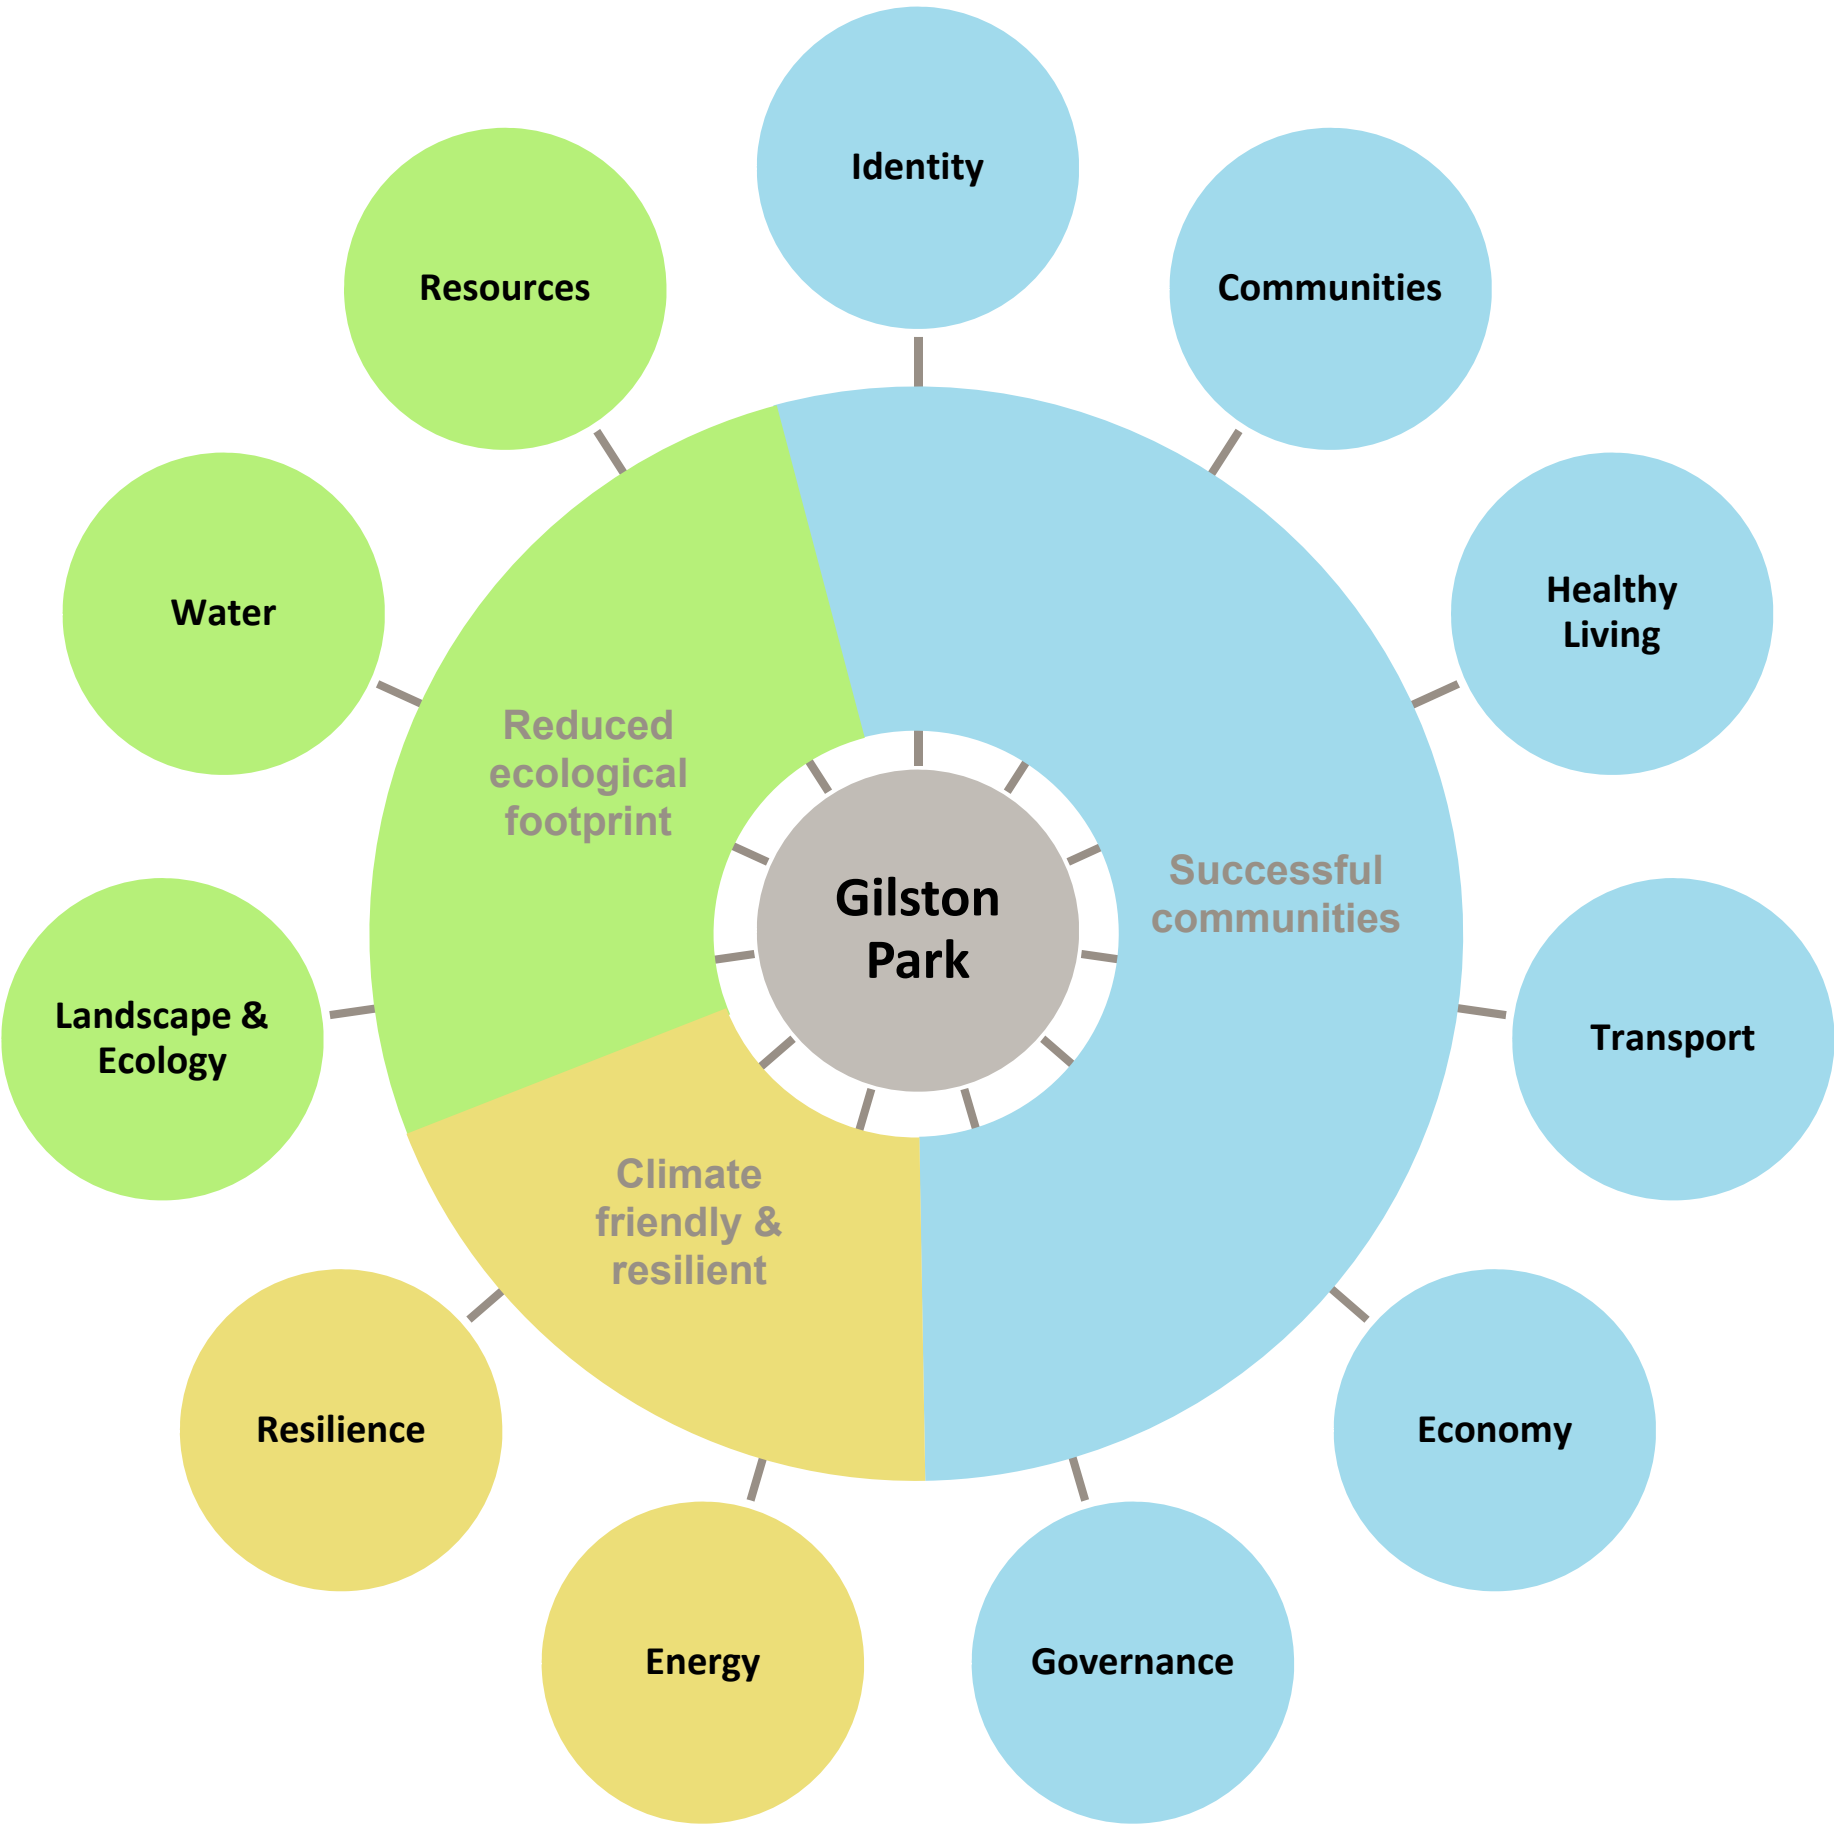 Identity
Resources
Communities
Healthy
Living
Water
Reduced
ecological
footprint
Successful
communities
Gilston
Park
Landscape &
Ecology
Transport
Climate
friendly &
resilient
Resilience
Economy
Energy
Governance